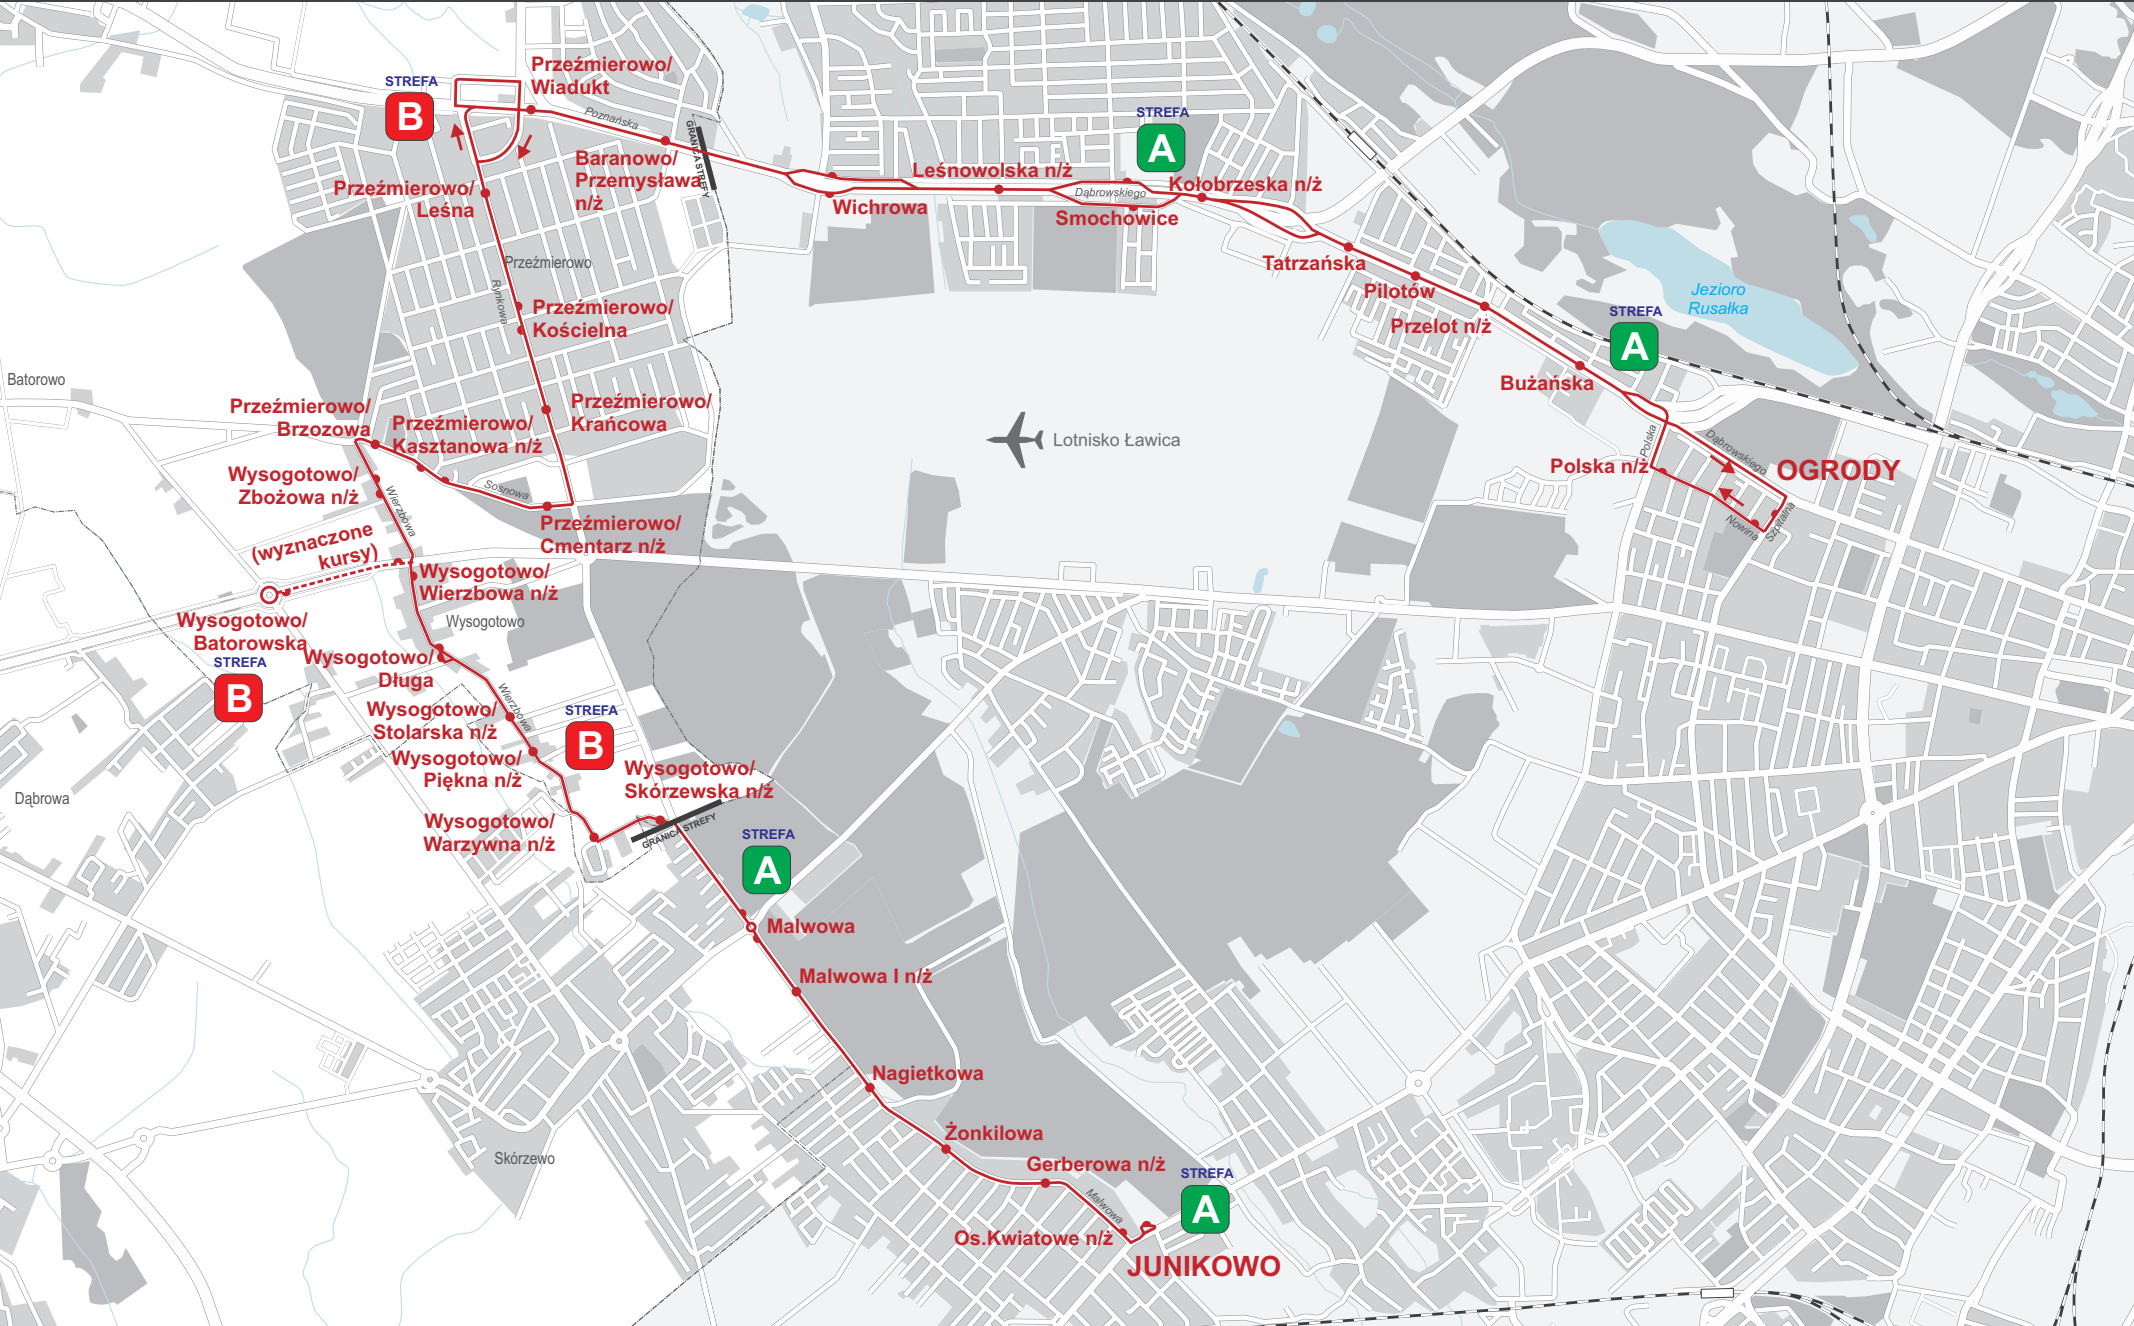 Przeźmierowo/
Wiadukt
STREFA
B
Poznańska
GRANICA STREFY
STREFA
A
Baranowo/
Przemysława
n/ż
Leśnowolska n/ż
Dąbrowskiego
Kołobrzeska n/ż
Przeźmierowo/
Leśna
Wichrowa
Smochowice
Przeźmierowo
Rynkowa
Tatrzańska
Pilotów
Przelot n/ż
Jezioro
Rusałka
STREFA
A
Przeźmierowo/
Kościelna
Batorowo
Bużańska
Przeźmierowo/
Brzozowa
Przeźmierowo/
Kasztanowa n/ż
Przeźmierowo/
Krańcowa
Lotnisko Ławica
Polska
Dąbrowskiego
Polska n/ż
OGRODY
Nowina
Szpitalna
Wysogotowo/
Zbożowa n/ż
Wierzbowa
Sosnowa
Przeźmierowo/
Cmentarz n/ż
(wyznaczone
kursy)
Wysogotowo/
Wierzbowa n/ż
Wysogotowo
Wysogotowo/
Batorowska
STREFA
B
Wysogotowo/
Długa
Wierzbowa
Wysogotowo/
Stolarska n/ż
STREFA
B
Wysogotowo/
Piękna n/ż
Wysogotowo/
Skórzewska n/ż
Dąbrowa
Wysogotowo/
Warzywna n/ż
GRANICA STREFY
STREFA
A
Malwowa
Malwowa I n/ż
Nagietkowa
Żonkilowa
Skórzewo
Gerberowa n/ż
Malwowa
STREFA
A
Os.Kwiatowe n/ż
JUNIKOWO